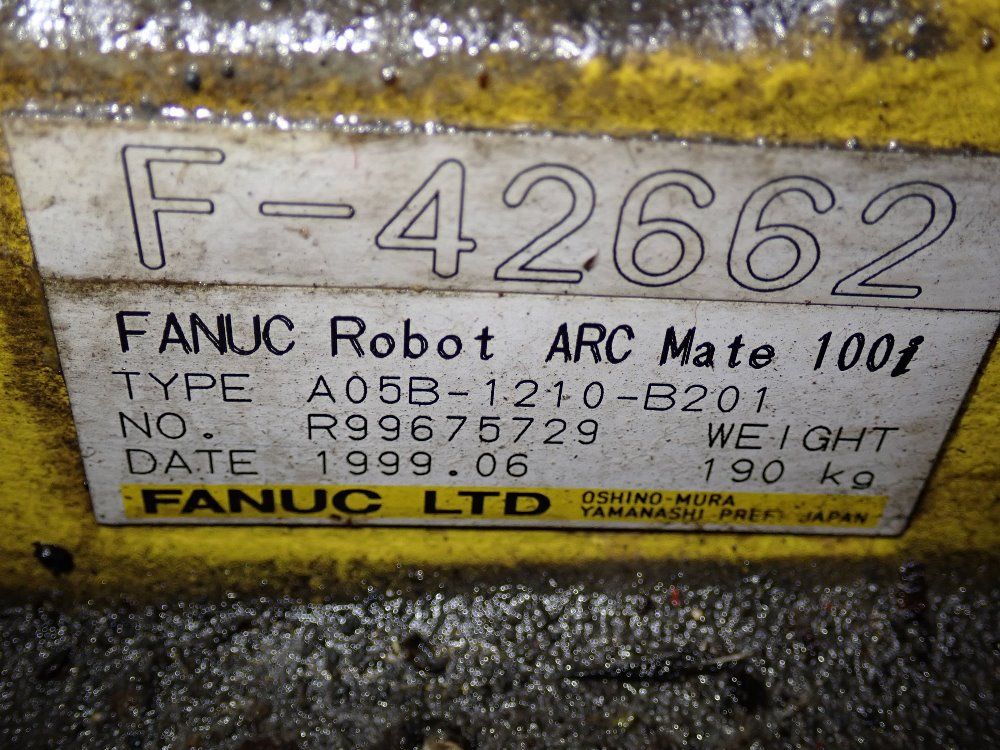 F-42662
FANUC Robot ARC Mate 100i
TYPE A05B-1210-B201
NO. R99675729 WEIGHT
DATE 1999.06 190 kg
FANUC LTD OSHINO-MURA
YAMANASHI PREF. JAPAN